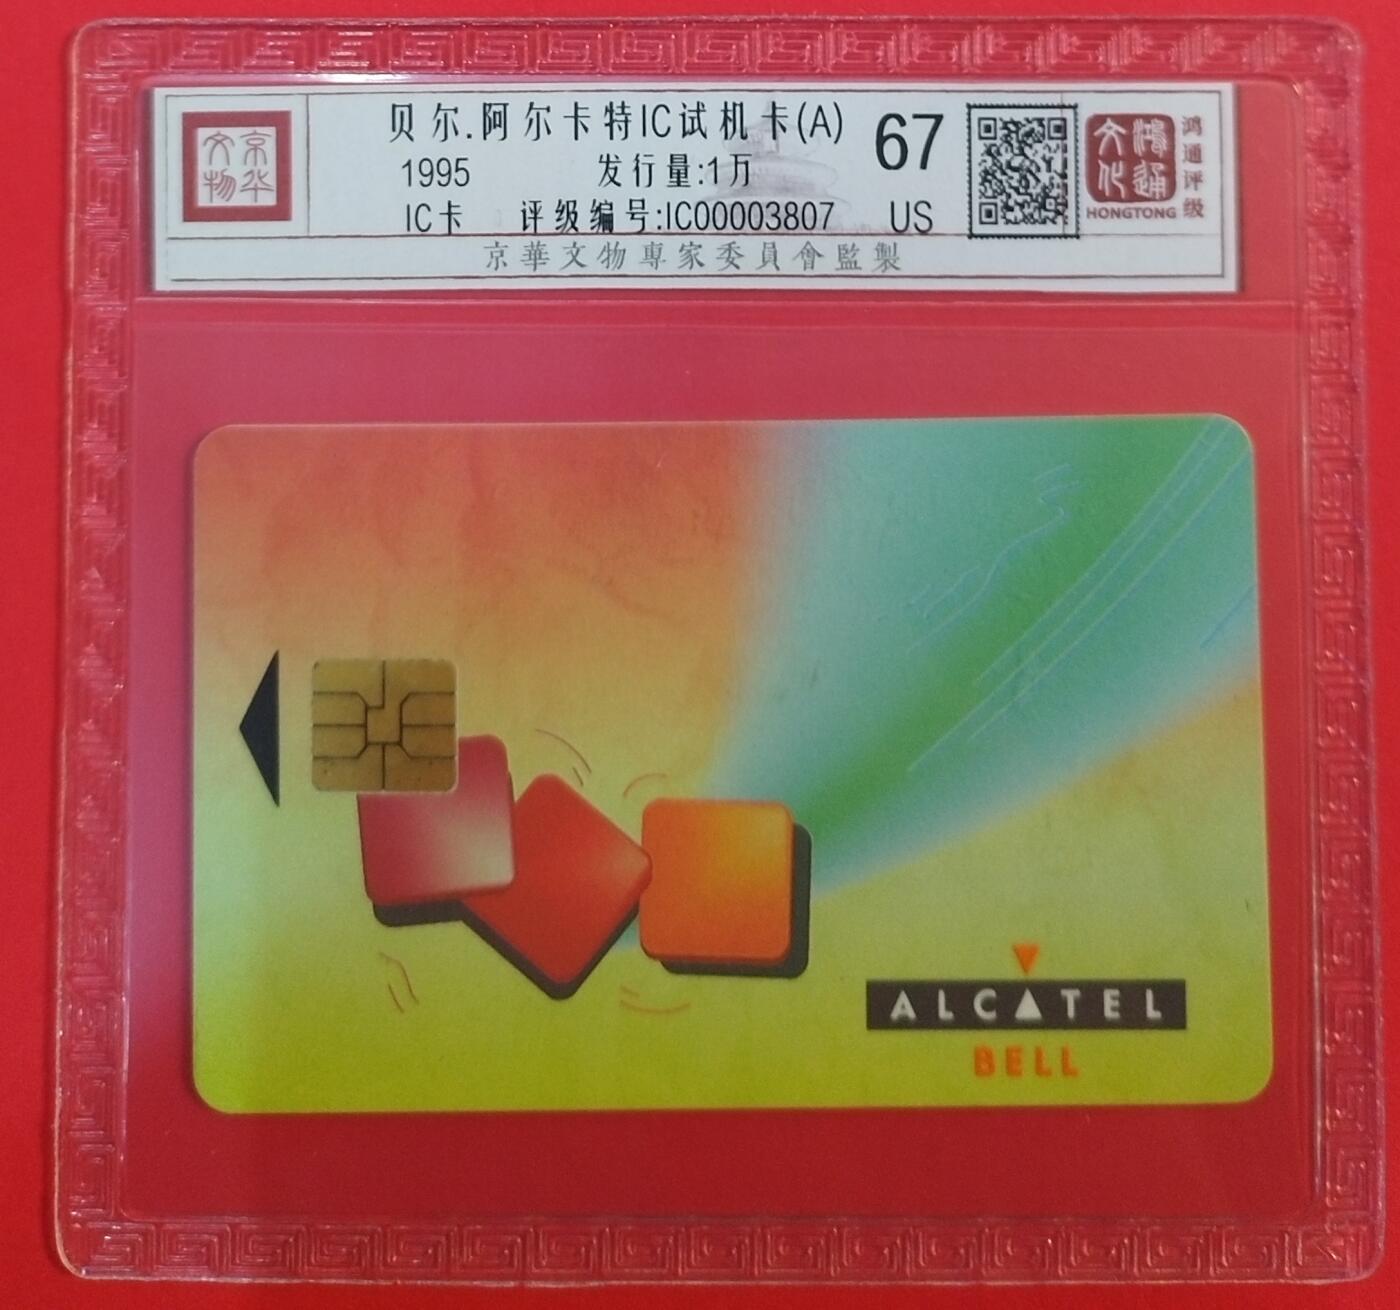 京华文物
贝尔.阿尔卡特IC试机卡(A)
67
1995 发行量:1万
IC卡 评级编号:IC00003807 US
京華文物專家委員會監製
鴻通文化
HONGTONG
鸿通评级
ALCATEL
BELL